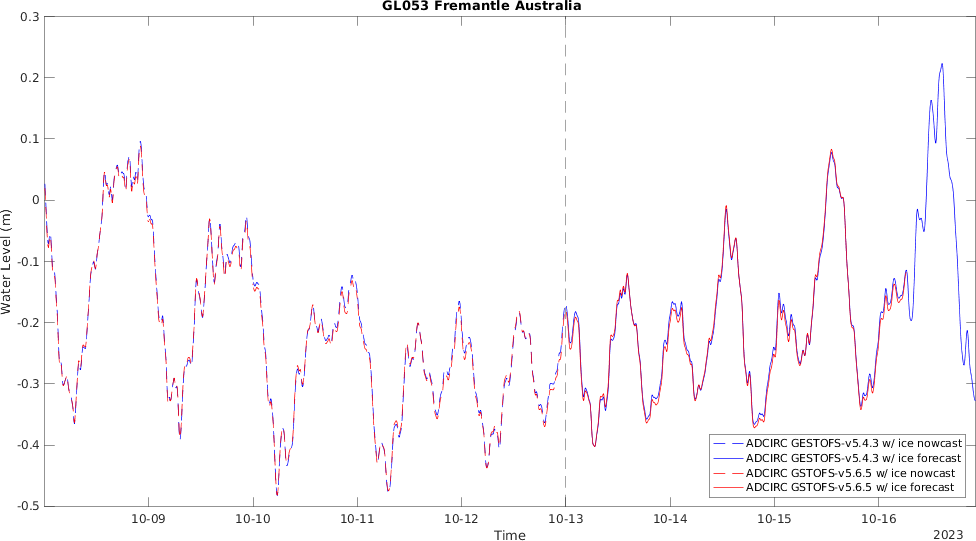 GL053 Fremantle Australia
0.3
0.2
0.1
0
-0.1
-0.2
-0.3
-0.4
-0.5
Water Level (m)
ADCIRC GESTOFS-v5.4.3 w/ ice nowcast
ADCIRC GESTOFS-v5.4.3 w/ ice forecast
ADCIRC GSTOFS-v5.6.5 w/ ice nowcast
ADCIRC GSTOFS-v5.6.5 w/ ice forecast
10-09 10-10 10-11 10-12 10-13 10-14 10-15 10-16
Time
2023